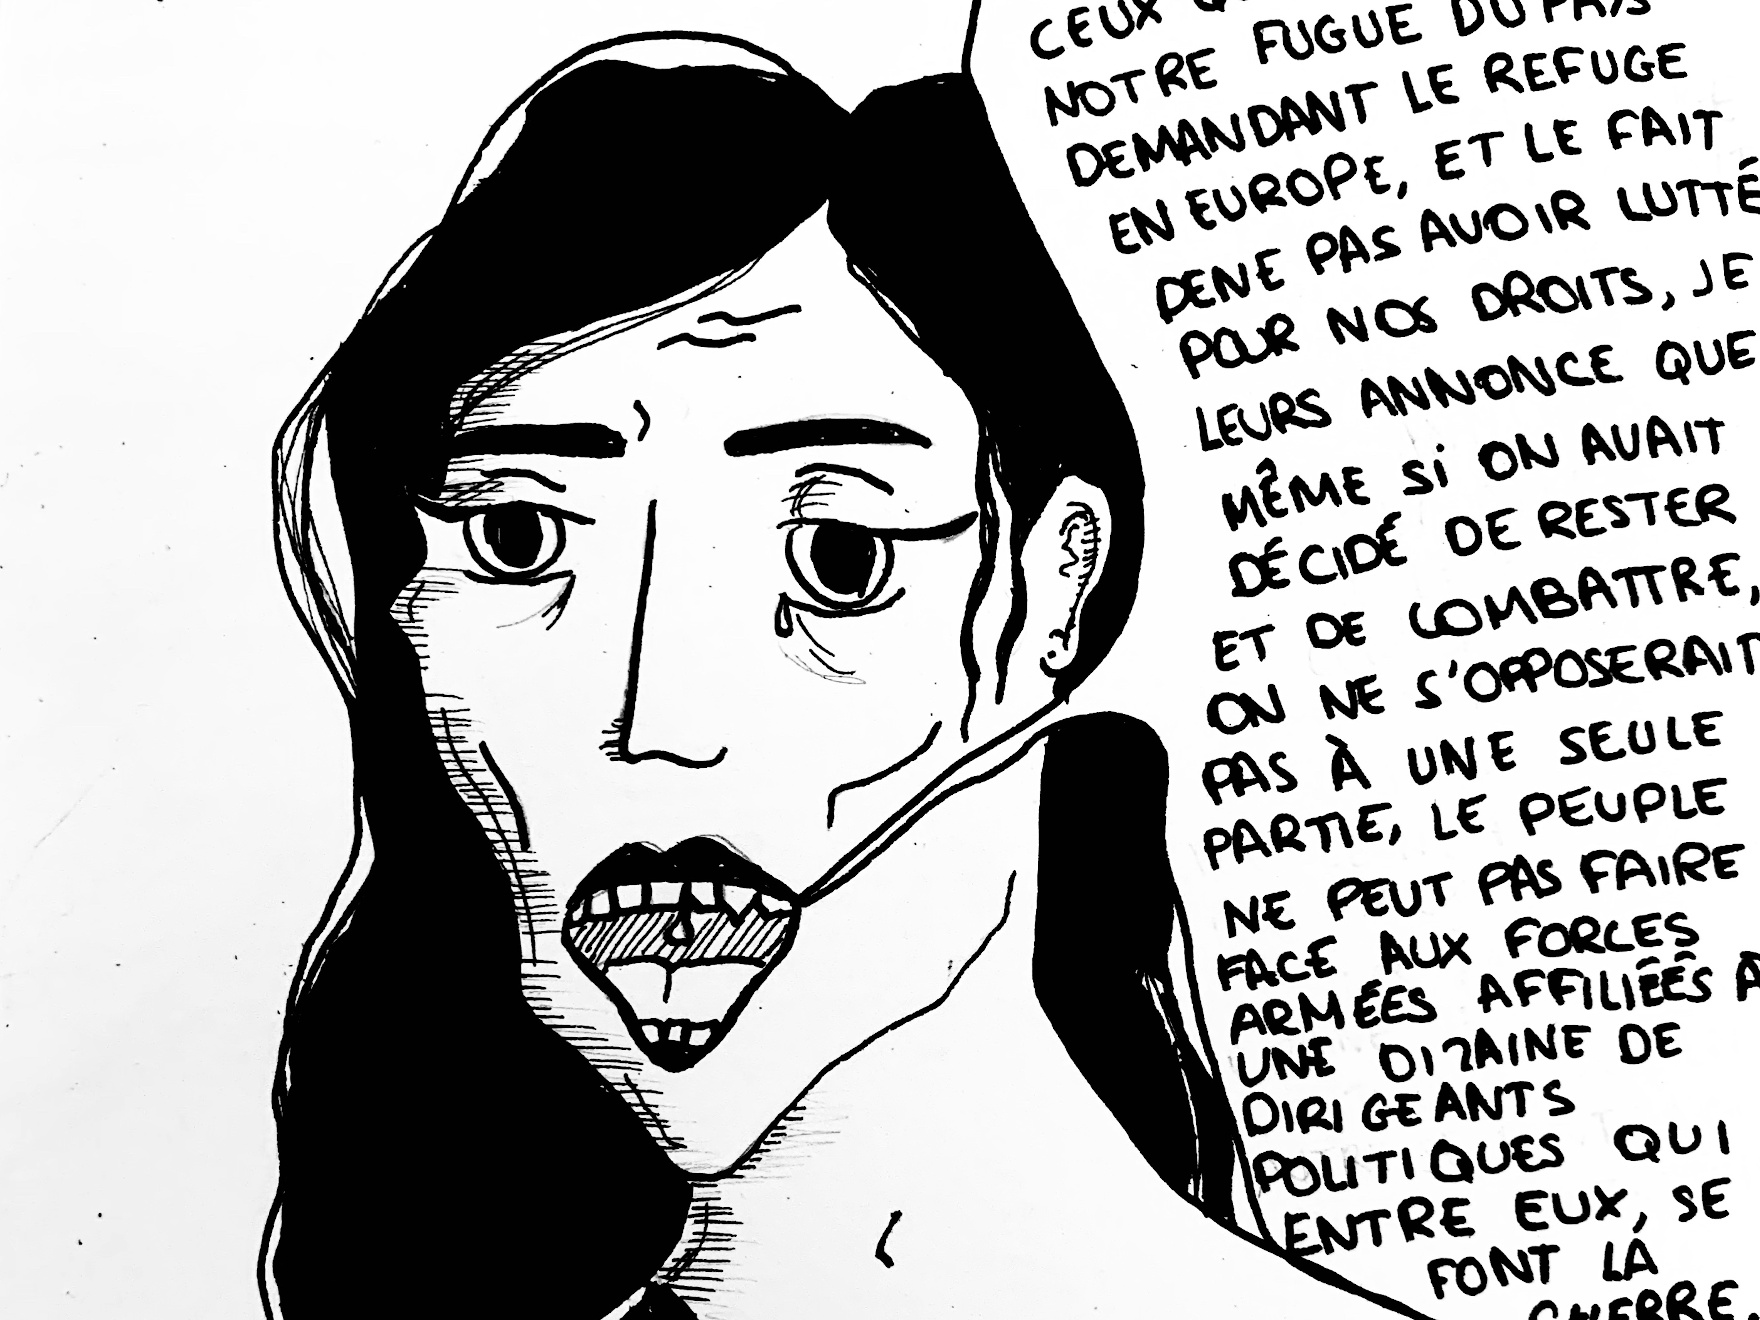 CEUX
NOTRE FUGUE DU PAYS
DEMANDANT LE REFUGE
EN EUROPE, ET LE FAIT
DE NE PAS AVOIR LUTTÉ
POUR NOS DROITS, JE
LEURS ANNONCE QUE
MÊME Si ON AVAIT
DÉCIDÉ DE RESTER
ET DE COMBATTRE,
ON NE S'OPPOSERAIT
PAS À UNE SEULE
PARTIE, LE PEUPLE
NE PEUT PAS FAIRE
FACE AUX FORCES
ARMÉES AFFILIÉÉS À
UNE DIZAINE DE
DIRIGEANTS
POLITIQUES QUI
ENTRE EUX, SE
FONT LA
GUERRE.